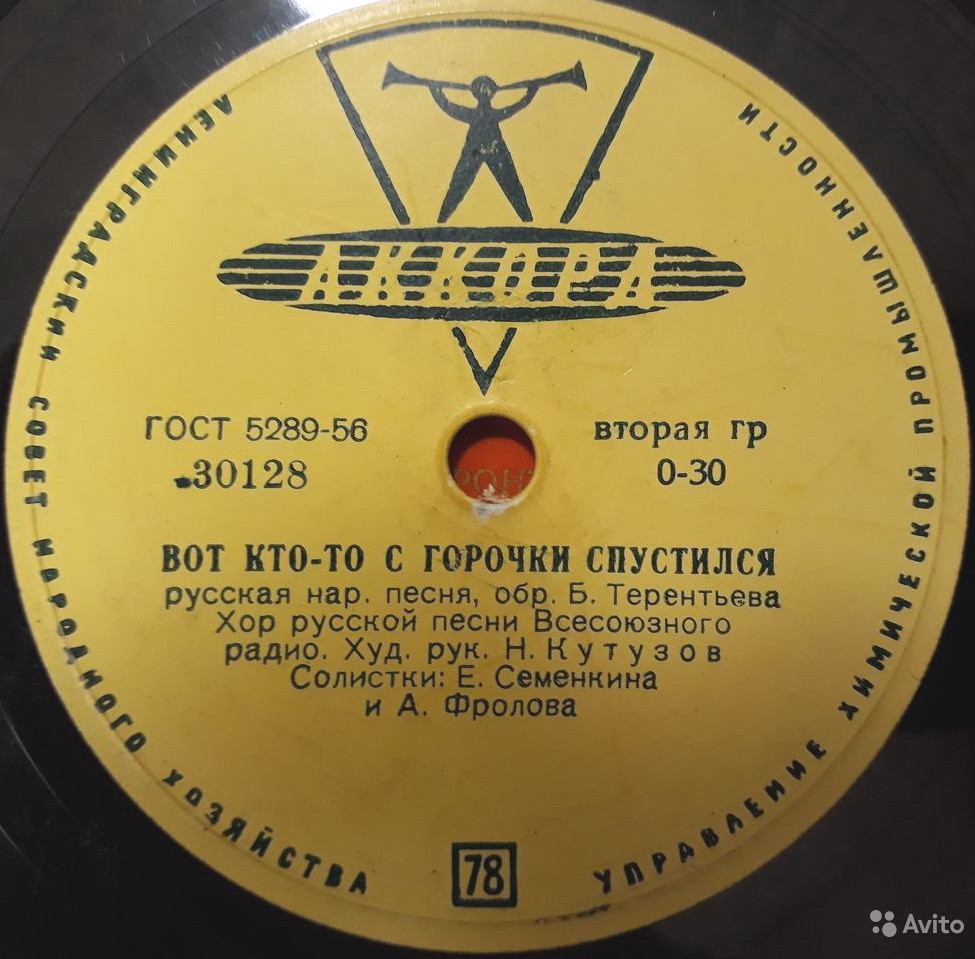 АККОРД
ЛЕНИНГРАДСКИЙ СОВЕТ НАРОДНОГО ХОЗЯЙСТВА
УПРАВЛЕНИЕ ХИМИЧЕСКОЙ ПРОМЫШЛЕННОСТИ
ГОСТ 5289-56
вторая гр
30128
0-30
РОН
ВОТ КТО-ТО С ГОРОЧКИ СПУСТИЛСЯ
русская нар. песня, обр. Б. Терентьева
Хор русской песни Всесоюзного
радио. Худ. рук. Н. Кутузов
Солистки: Е. Семенкина
и А. Фролова
78
Avito